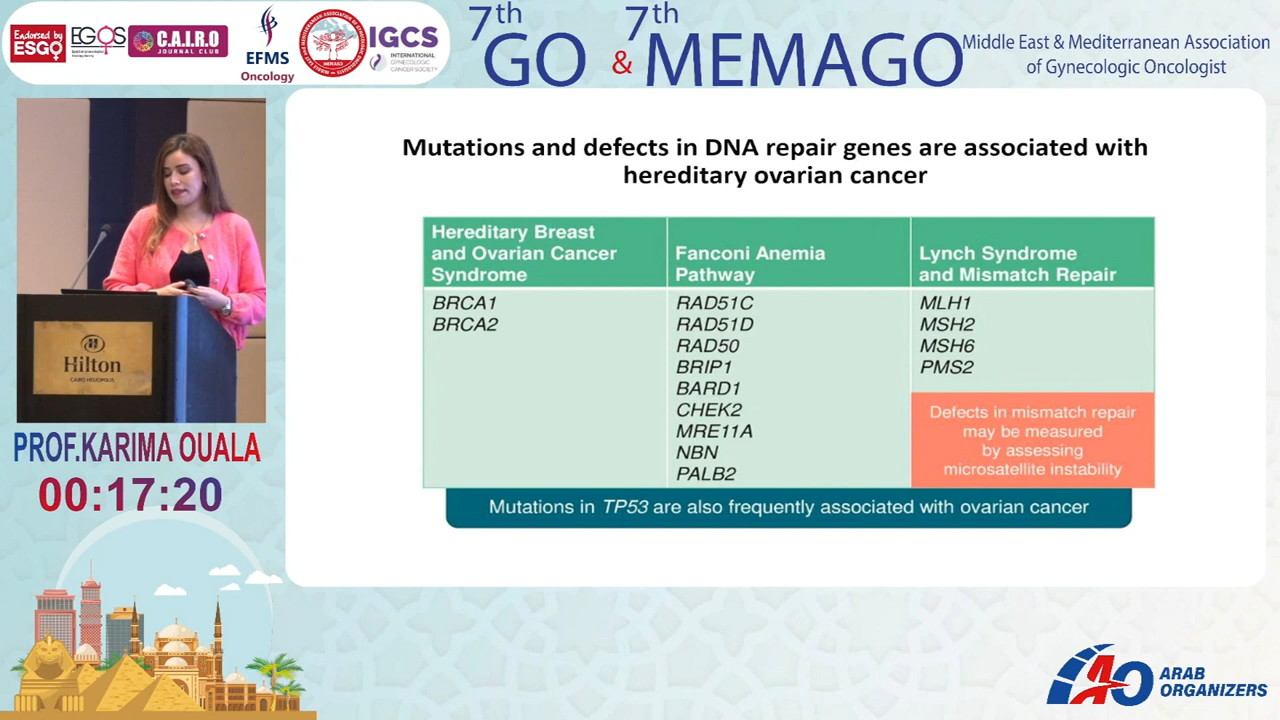 Endorsed by
ESGO
EGOS
C.A.I.R.O
JOURNAL CLUB
EFMS
Oncology
MEMAGO
IGCS
INTERNATIONAL
GYNECOLOGIC
CANCER SOCIETY
7th GO & 7th MEMAGO
Middle East & Mediterranean Association
of Gynecologic Oncologist
Hilton
CAIRO HELIOPOLIS
PROF.KARIMA OUALA
00:17:20
Mutations and defects in DNA repair genes are associated with
hereditary ovarian cancer
Hereditary Breast
and Ovarian Cancer
Syndrome
BRCA1
BRCA2
Fanconi Anemia
Pathway
RAD51C
RAD51D
RAD50
BRIP1
BARD1
CHEK2
MRE11A
NBN
PALB2
Lynch Syndrome
and Mismatch Repair
MLH1
MSH2
MSH6
PMS2
Defects in mismatch repair
may be measured
by assessing
microsatellite instability
Mutations in TP53 are also frequently associated with ovarian cancer
ARAB
ORGANIZERS